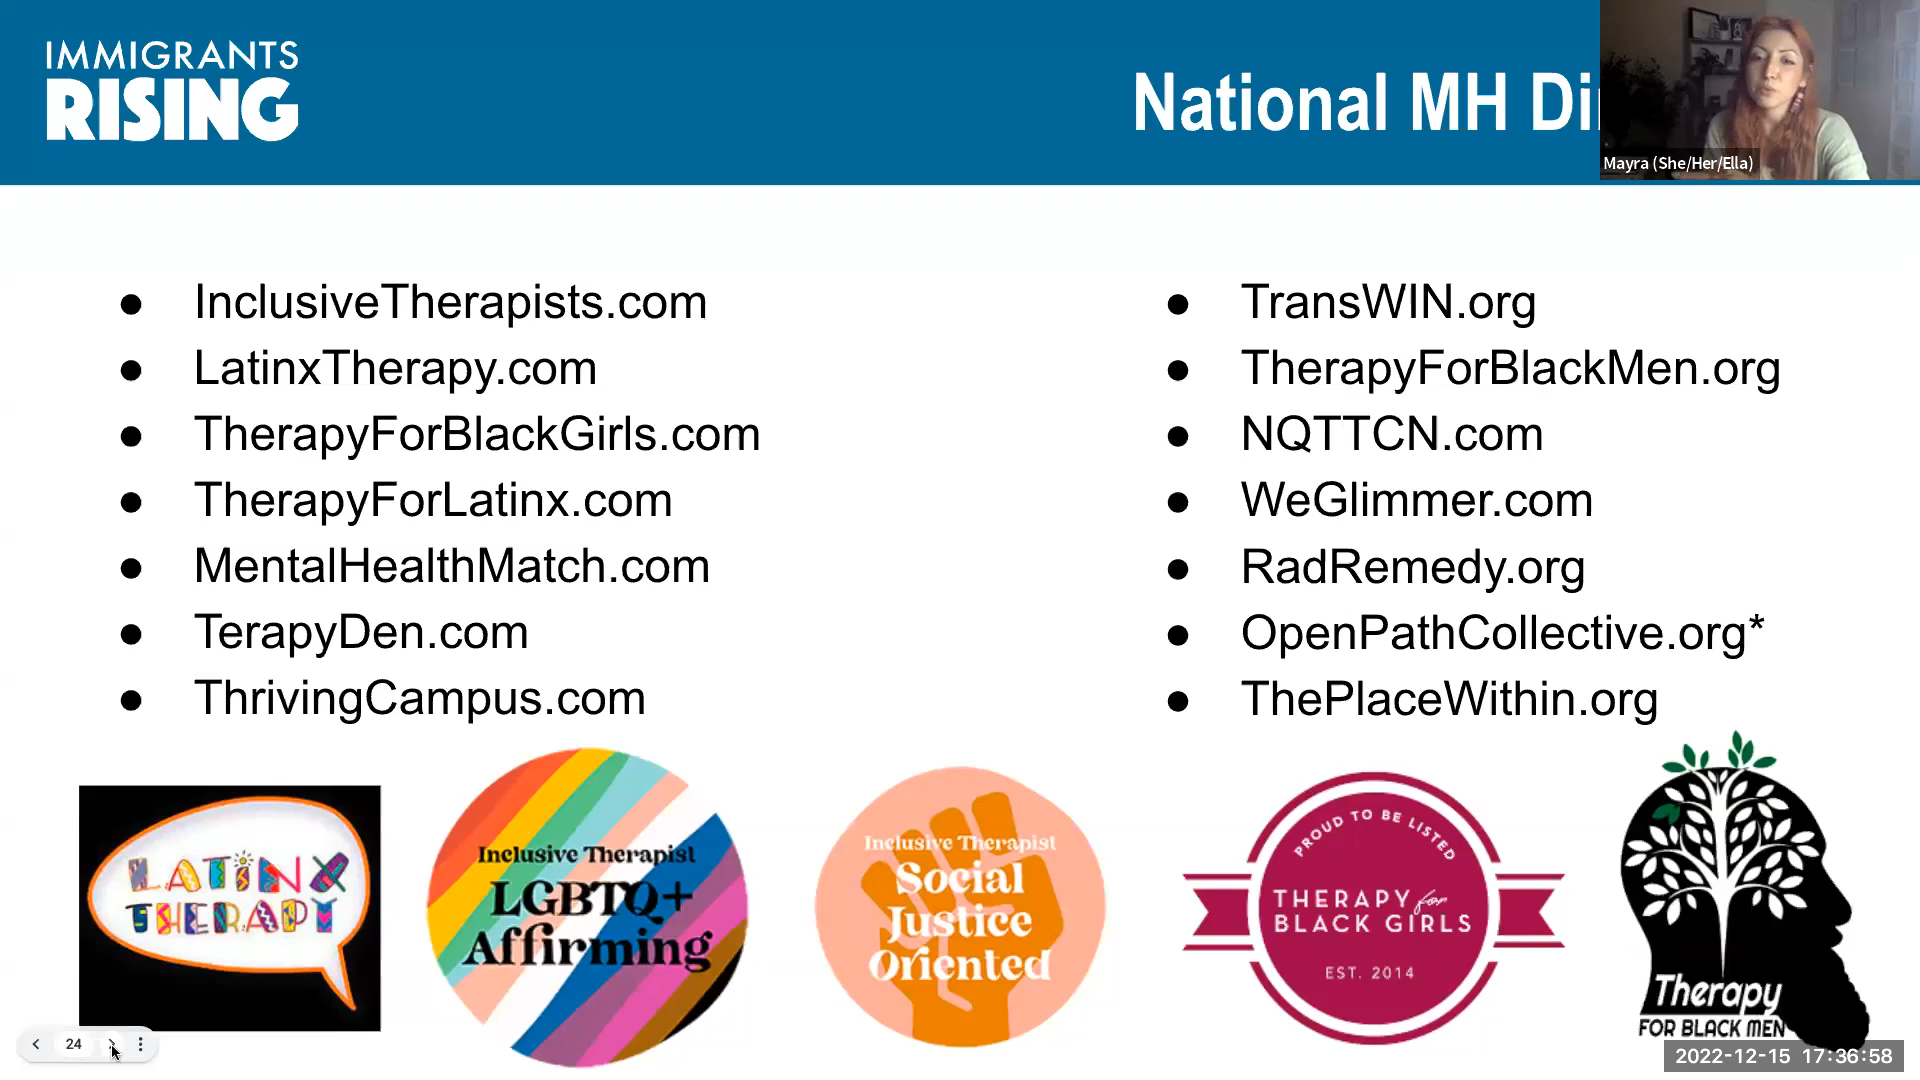 IMMIGRANTS
RISING
National MH
Mayra (She/Her/Ella)
● InclusiveTherapists.com
● LatinxTherapy.com
● TherapyForBlackGirls.com
● TherapyForLatinx.com
● MentalHealthMatch.com
● TerapyDen.com
● ThrivingCampus.com
● TransWIN.org
● TherapyForBlackMen.org
● NQTTCN.com
● WeGlimmer.com
● RadRemedy.org
● OpenPathCollective.org*
● ThePlaceWithin.org
LATINX
THERAPY
Inclusive Therapist
LGBTQ+
Affirming
Inclusive Therapist
Social
Justice
Oriented
PROUD TO BE LISTED
THERAPY for
BLACK GIRLS
EST. 2014
Therapy
FOR BLACK MEN
24
2022-12-15 17:36:58